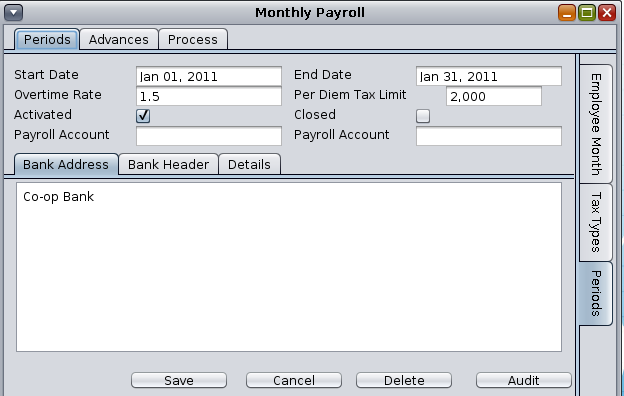 Monthly Payroll
Periods Advances Process
Start Date Jan 01, 2011 End Date Jan 31, 2011
Overtime Rate 1.5 Per Diem Tax Limit 2,000
Activated Closed
Payroll Account Payroll Account
Bank Address Bank Header Details
Co-op Bank
Save Cancel Delete Audit
Employee Month
Tax Types
Periods